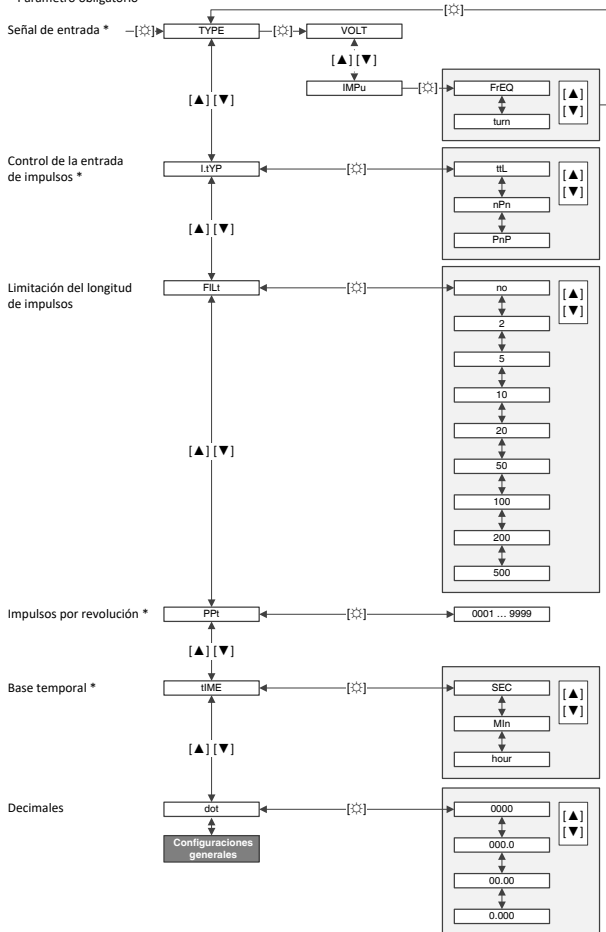 Parámetro obligatorio
Señal de entrada * [☼] TYPE [☼] VOLT [☼]
[▲] [▼]
IMPu [☼] FrEQ [▲]
[▲] [▼] turn [▼]
Control de la entrada
de impulsos *
I.tYP [☼] ttL [▲]
nPn [▼]
PnP
[▲] [▼]
Limitación del longitud
de impulsos
FILt [☼] no [▲]
2 [▼]
5
10
20
50
100
200
500
[▲] [▼]
Impulsos por revolución * PPt [☼] 0001 … 9999
[▲] [▼]
Base temporal * tIME [☼] SEC [▲]
MIn [▼]
hour
[▲] [▼]
Decimales dot [☼] 0000 [▲]
Configuraciones
generales
000.0 [▼]
00.00
0.000